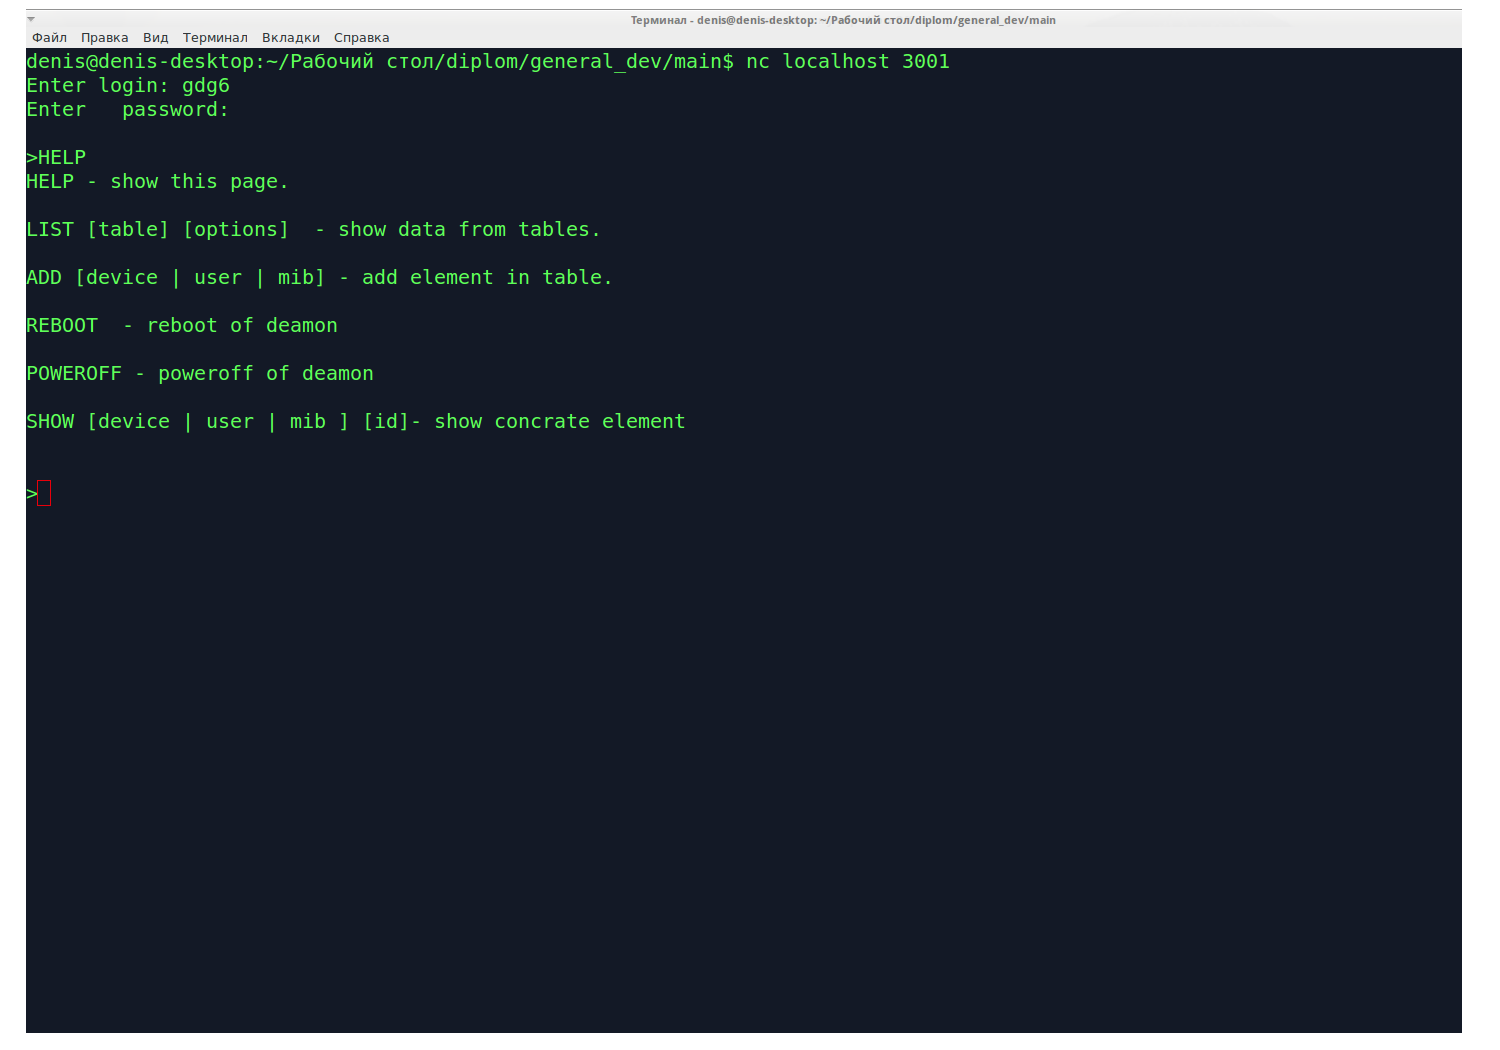 Терминал - denis@denis-desktop: ~/Рабочий стол/diplom/general_dev/main
Файл Правка Вид Терминал Вкладки Справка
denis@denis-desktop:~/Рабочий стол/diplom/general_dev/main$ nc localhost 3001
Enter login: gdg6
Enter   password:
>HELP
HELP - show this page.
LIST [table] [options]  - show data from tables.
ADD [device | user | mib] - add element in table.
REBOOT  - reboot of deamon
POWEROFF - poweroff of deamon
SHOW [device | user | mib ] [id]- show concrate element
>